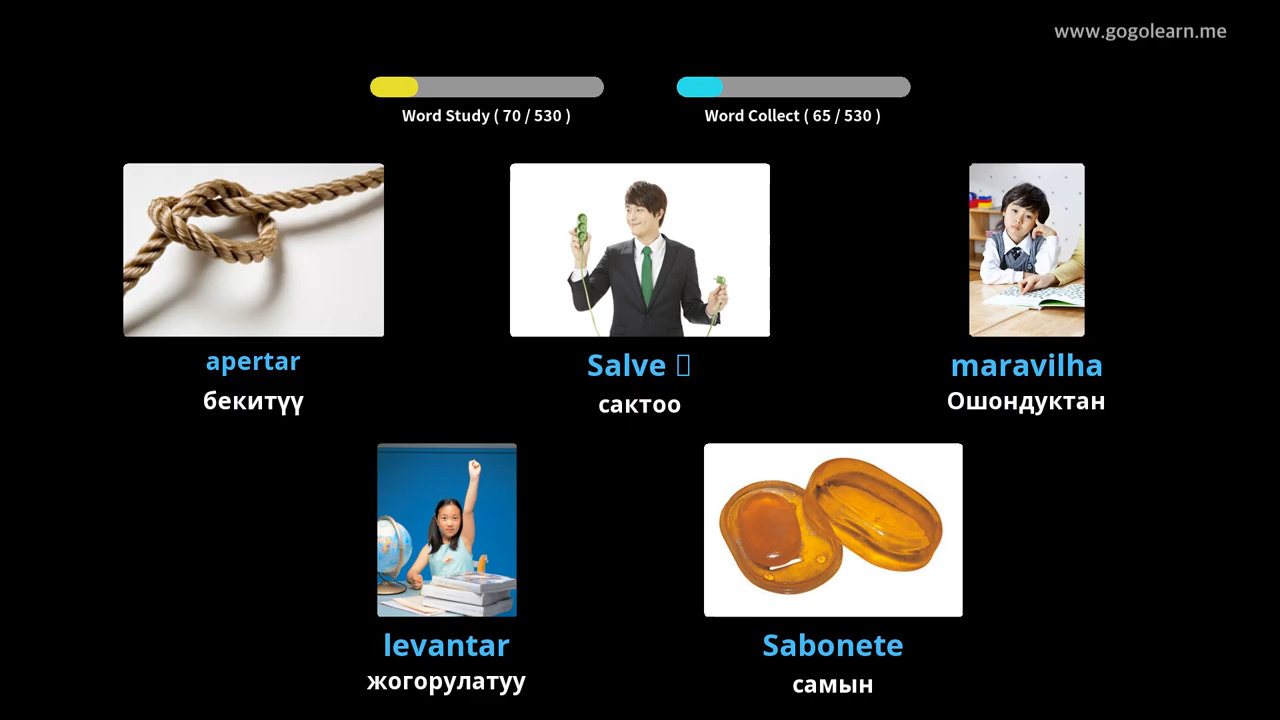 www.gogolearn.me
Word Study ( 70 / 530 )
Word Collect ( 65 / 530 )
apertar
Salve
maravilha
бекитүү
сактоо
Ошондуктан
levantar
Sabonete
жогорулатуу
самын